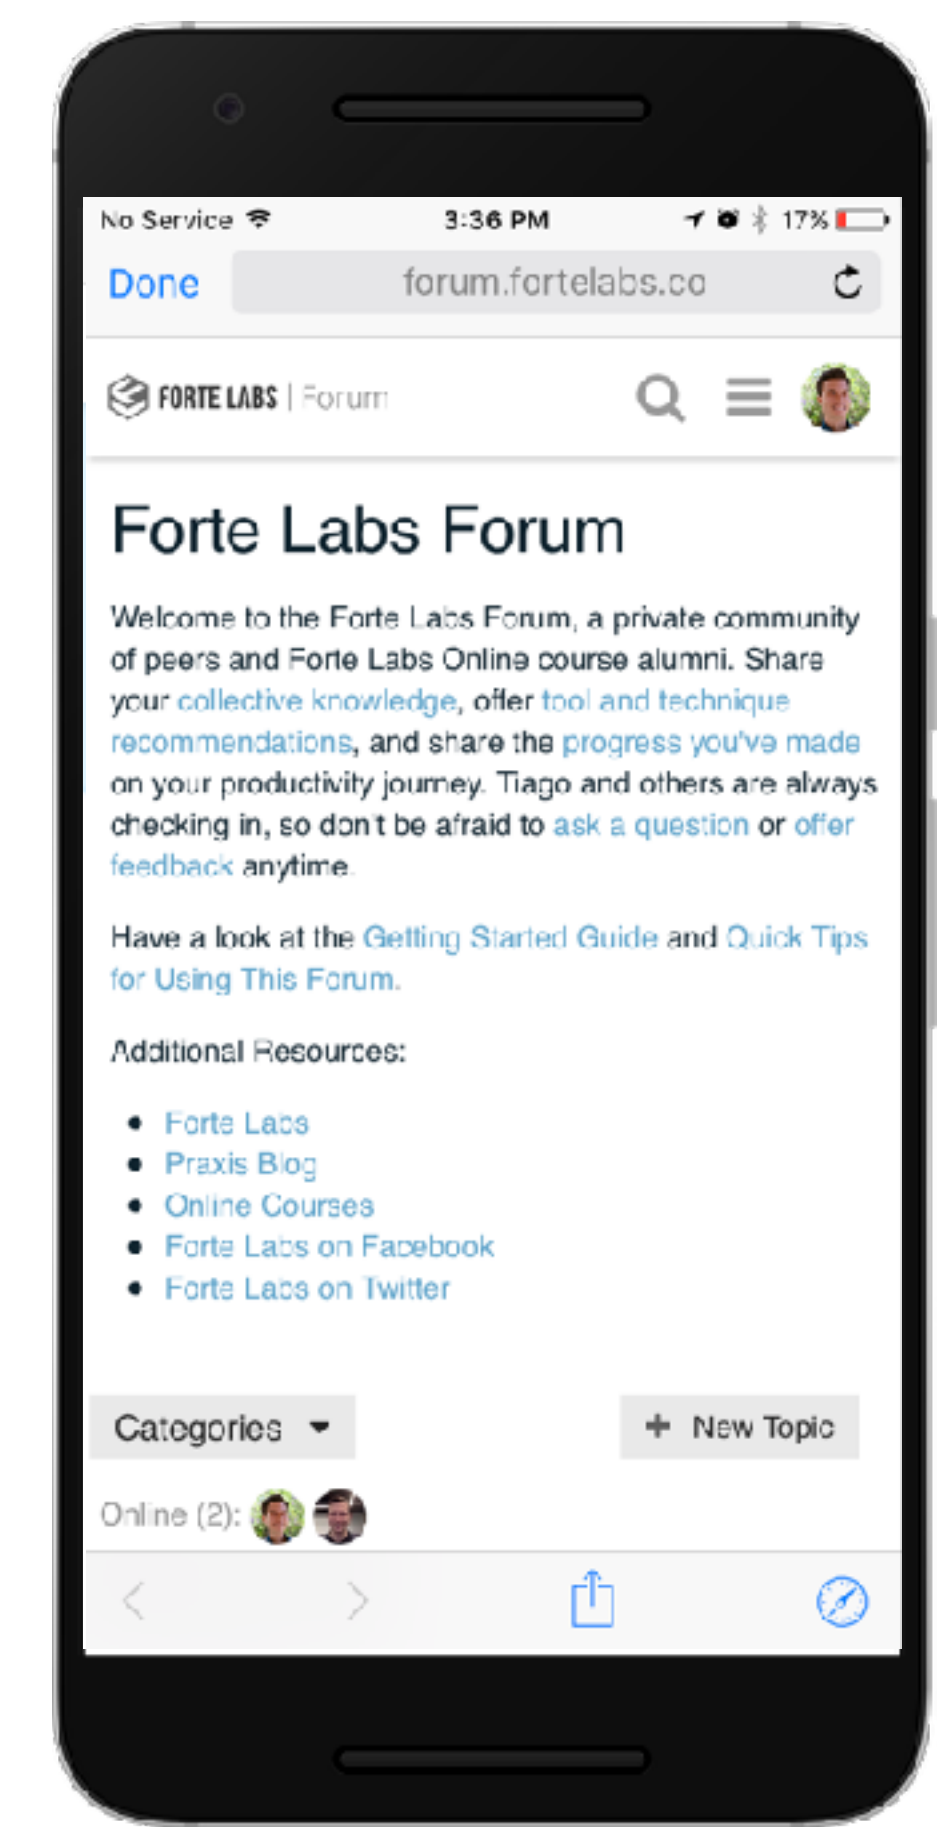 No Service 3:36 PM 17%
Done forum.fortelabs.co
FORTE LABS | Forum
Forte Labs Forum
Welcome to the Forte Labs Forum, a private community
of peers and Forte Labs Online course alumni. Share
your collective knowledge, offer tool and technique
recommendations, and share the progress you've made
on your productivity journey. Tiago and others are always
checking in, so don't be afraid to ask a question or offer
feedback anytime.
Have a look at the Getting Started Guide and Quick Tips
for Using This Forum.
Additional Resources:
• Forte Labs
• Praxis Blog
• Online Courses
• Forte Labs on Facebook
• Forte Labs on Twitter
Categories + New Topic
Online (2):